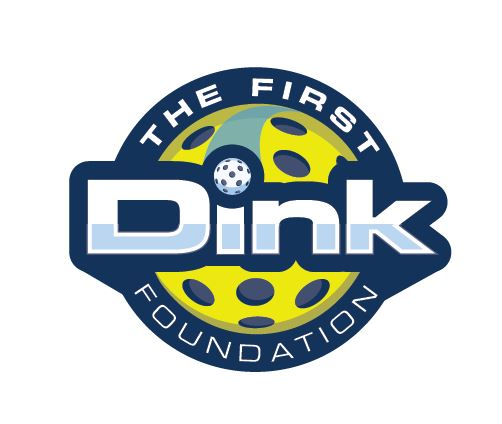 THE FIRST
Dink
FOUNDATION